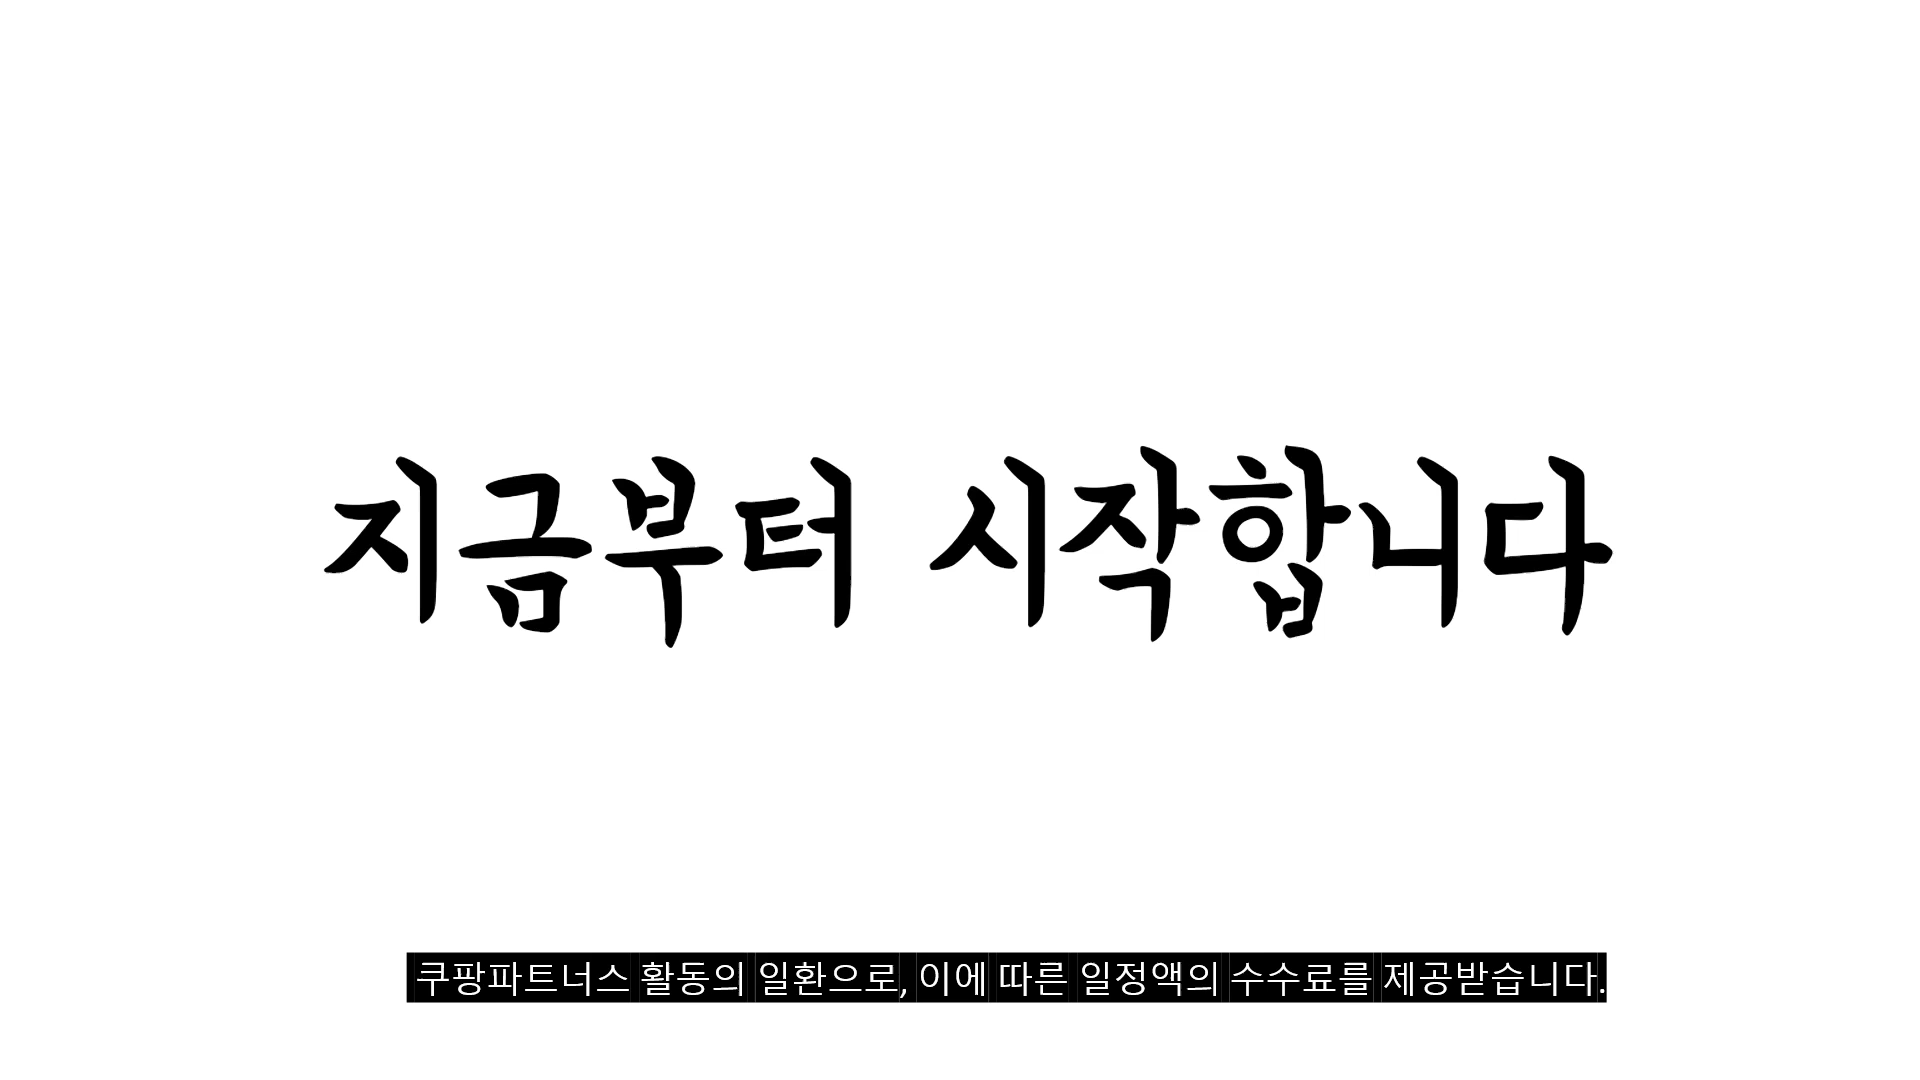 지금부터 시작합니다
쿠팡파트너스 활동의 일환으로, 이에 따른 일정액의 수수료를 제공받습니다.